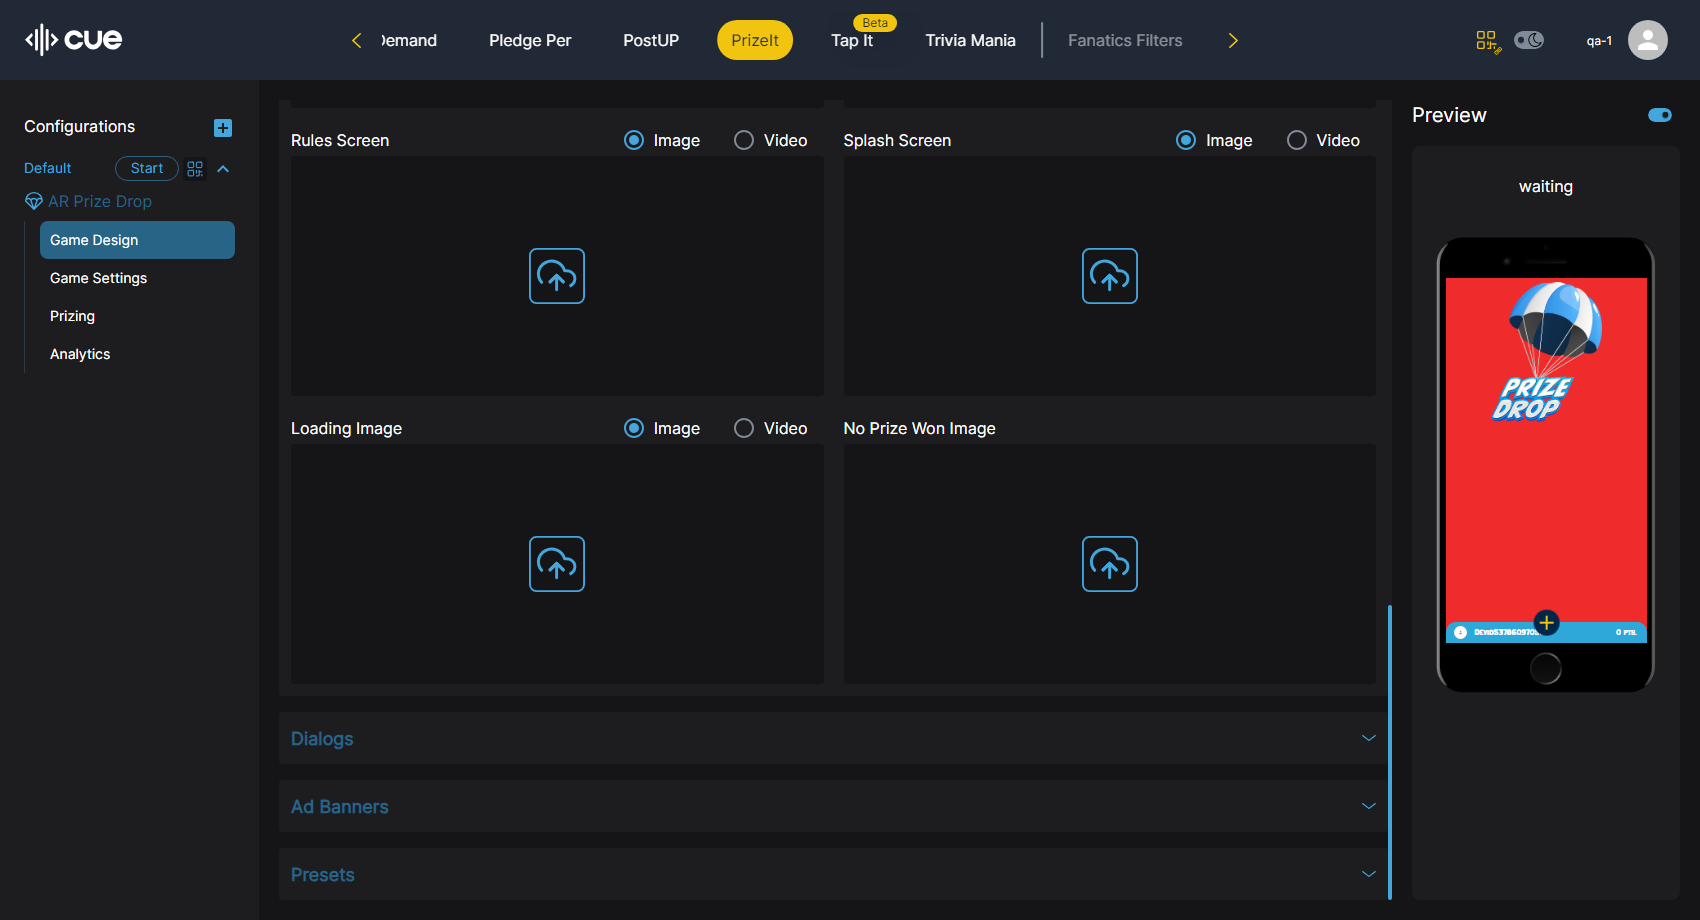 cue
Demand
Pledge Per
PostUP
PrizeIt
Beta
Tap It
Trivia Mania
Fanatics Filters
qa-1
Configurations
Default
Start
AR Prize Drop
Game Design
Game Settings
Prizing
Analytics
Rules Screen
Image
Video
Splash Screen
Image
Video
Loading Image
Image
Video
No Prize Won Image
Dialogs
Ad Banners
Presets
Preview
waiting
PRIZE
DROP
0 PTS.